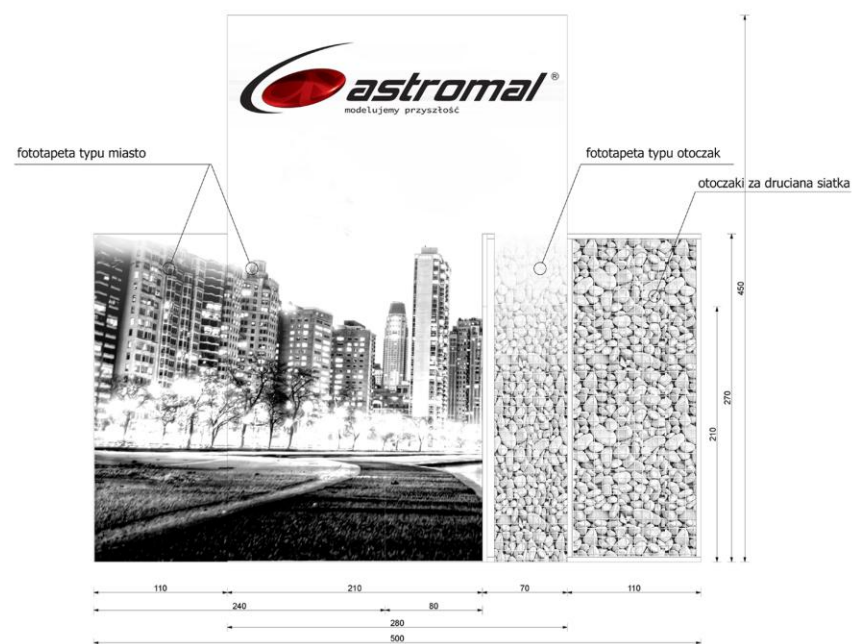 astromal®
modelujemy przyszłość
fototapeta typu miasto
fototapeta typu otoczak
otoczaki za druciana siatka
450
270
210
110
210
70
110
240
80
280
500